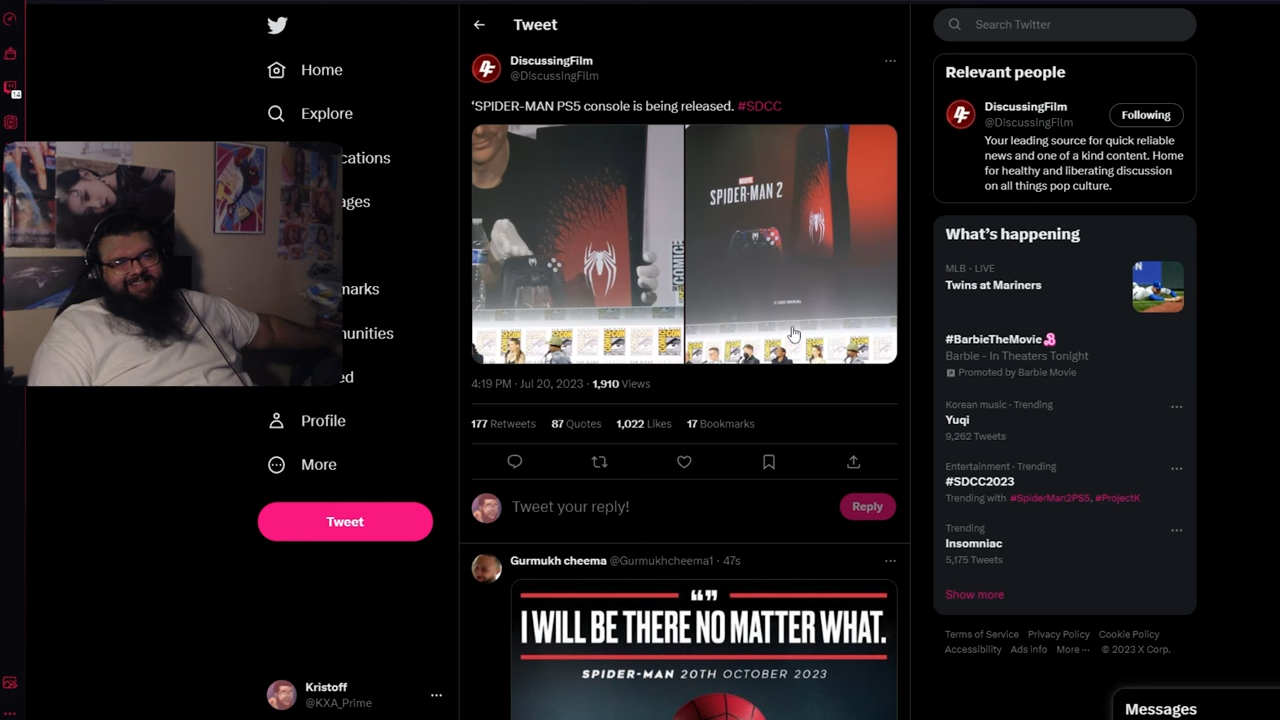 Home
Explore
cations
ages
marks
nunities
ed
Profile
More
Tweet
Kristoff
@KXA_Prime
Tweet
DiscussingFilm
@DiscussingFIlm
‘SPIDER-MAN PS5 console is being released. #SDCC
MARVEL
SPIDER-MAN 2
4:19 PM · Jul 20, 2023 · 1,910 Views
177 Retweets 87 Quotes 1,022 Likes 17 Bookmarks
Tweet your reply!
Reply
Gurmukh cheema @Gurmukhcheema1 · 47s
I WILL BE THERE NO MATTER WHAT.
SPIDER-MAN 20TH OCTOBER 2023
Search Twitter
Relevant people
DiscussingFilm
@DiscussingFIlm
Following
Your leading source for quick reliable
news and one of a kind content. Home
for healthy and liberating discussion
on all things pop culture.
What’s happening
MLB · LIVE
Twins at Mariners
#BarbieTheMovie
Barbie - In Theaters Tonight
Promoted by Barbie Movie
Korean music · Trending
Yuqi
9,262 Tweets
Entertainment · Trending
#SDCC2023
Trending with #SpiderMan2PS5, #ProjectK
Trending
Insomniac
5,175 Tweets
Show more
Terms of Service Privacy Policy Cookie Policy
Accessibility Ads info More ··· © 2023 X Corp.
Messages
14